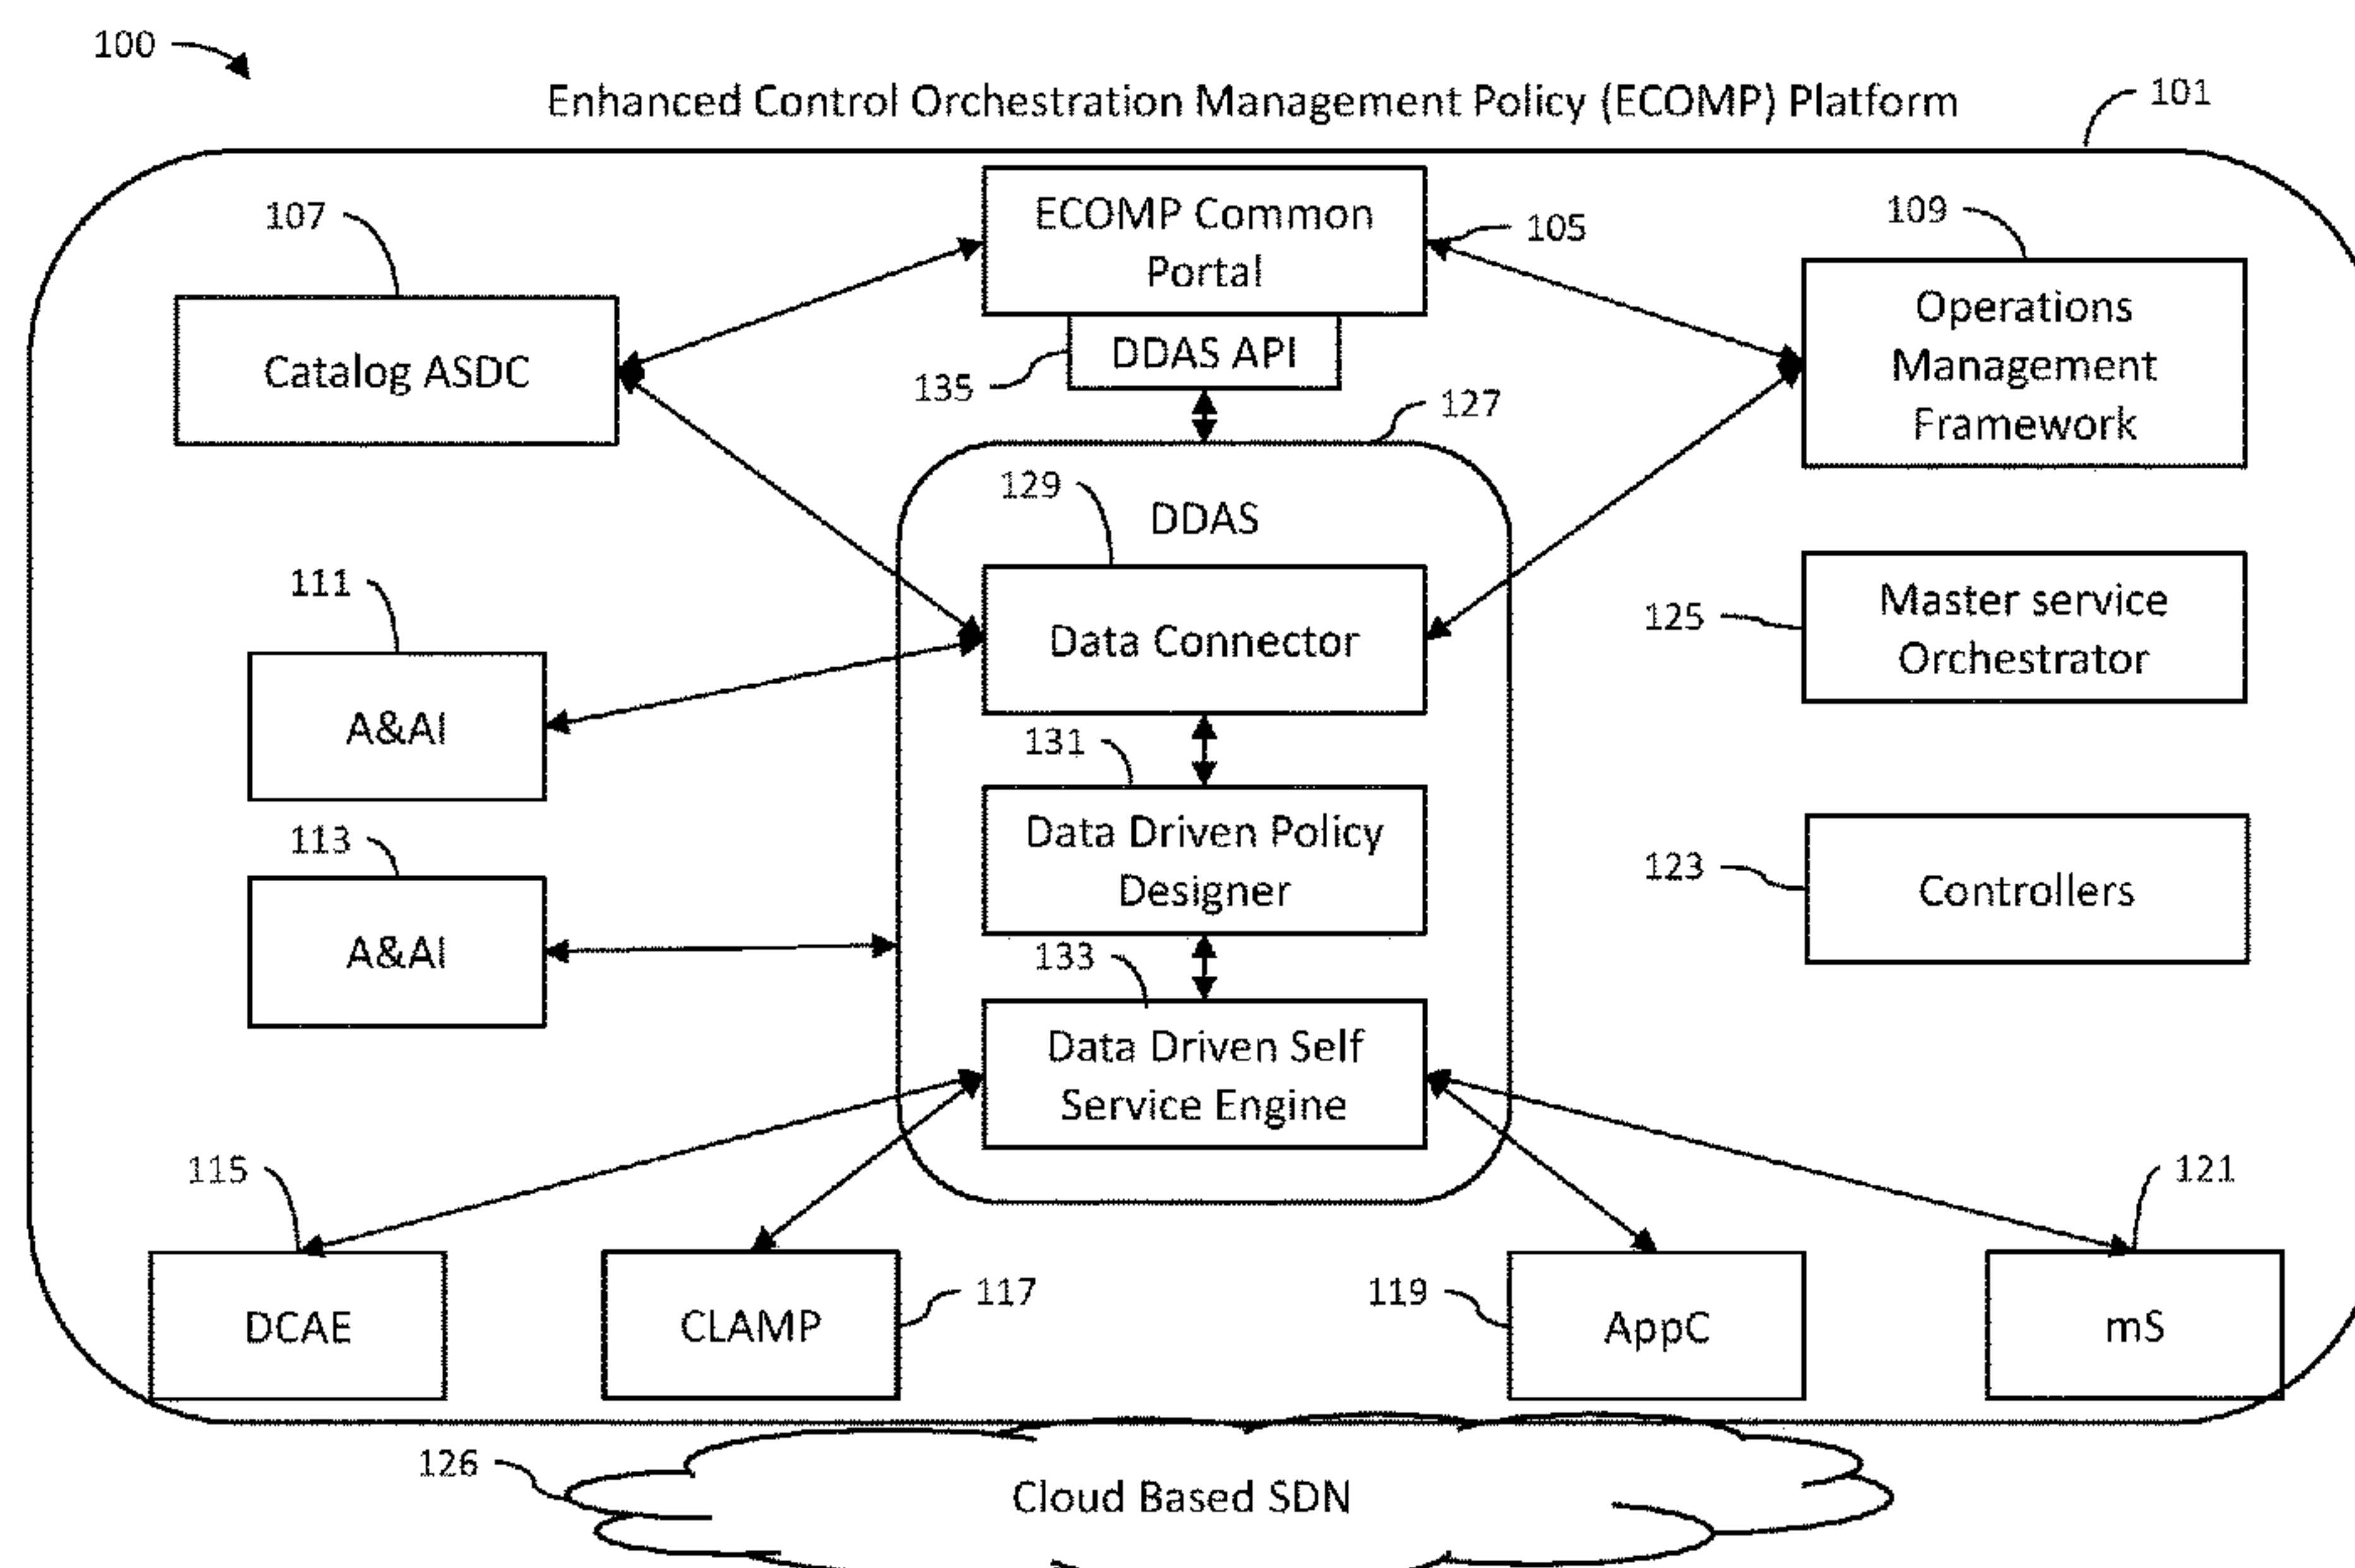 100
Enhanced Control Orchestration Management Policy (ECOMP) Platform
101
107
ECOMP Common
Portal
105
109
Catalog ASDC
DDAS API
135
Operations
Management
Framework
127
129
DDAS
111
Data Connector
125
Master service
Orchestrator
A&AI
131
113
Data Driven Policy
Designer
123
Controllers
A&AI
133
Data Driven Self
Service Engine
115
121
DCAE
CLAMP
117
119
AppC
mS
126
Cloud Based SDN